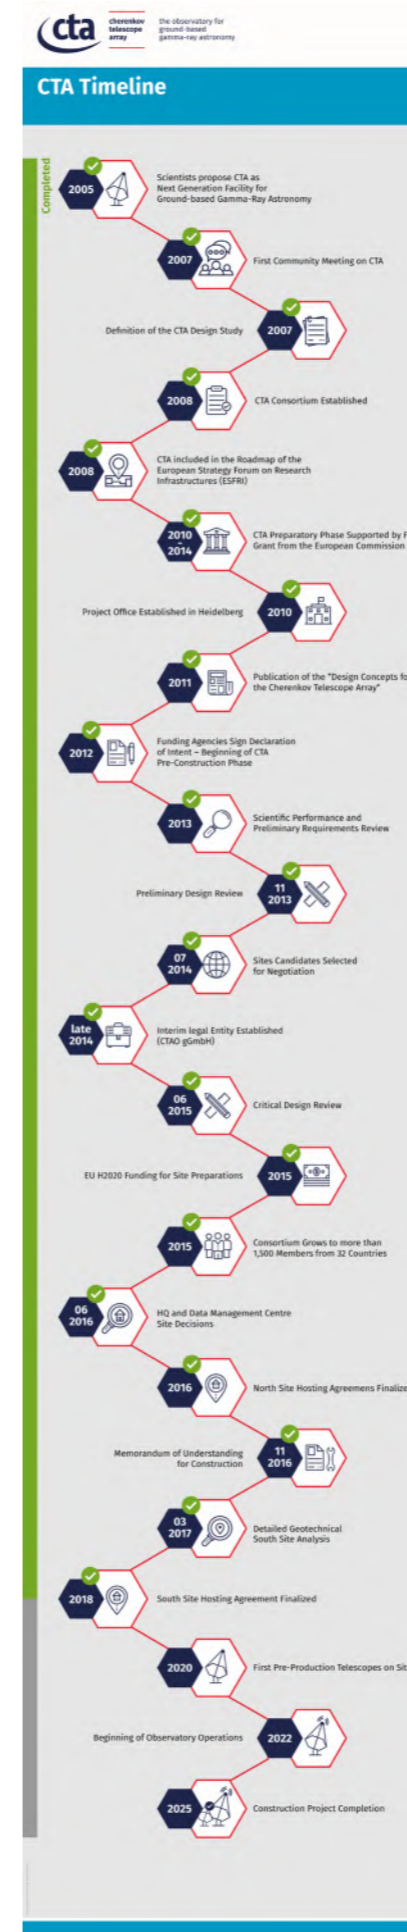 cta
cherenkov
telescope
array
the observatory for
ground-based
gamma-ray astronomy
CTA Timeline
Completed
2005
Scientists propose CTA as
Next Generation Facility for
Ground-based Gamma-Ray Astronomy
2007
First Community Meeting on CTA
Definition of the CTA Design Study
2007
2008
CTA Consortium Established
2008
CTA included in the Roadmap of the
European Strategy Forum on Research
Infrastructures (ESFRI)
2010
-
2014
CTA Preparatory Phase Supported by F
Grant from the European Commission
Project Office Established in Heidelberg
2010
2011
Publication of the "Design Concepts fo
the Cherenkov Telescope Array"
2012
Funding Agencies Sign Declaration
of Intent – Beginning of CTA
Pre-Construction Phase
2013
Scientific Performance and
Preliminary Requirements Review
Preliminary Design Review
11
2013
07
2014
Sites Candidates Selected
for Negotiation
late
2014
Interim legal Entity Established
(CTAO gGmbH)
06
2015
Critical Design Review
EU H2020 Funding for Site Preparations
2015
2015
Consortium Grows to more than
1,500 Members from 32 Countries
06
2016
HQ and Data Management Centre
Site Decisions
2016
North Site Hosting Agreemens Finalize
Memorandum of Understanding
for Construction
11
2016
03
2017
Detailed Geotechnical
South Site Analysis
2018
South Site Hosting Agreement Finalized
2020
First Pre-Production Telescopes on Sit
Beginning of Observatory Operations
2022
2025
Construction Project Completion